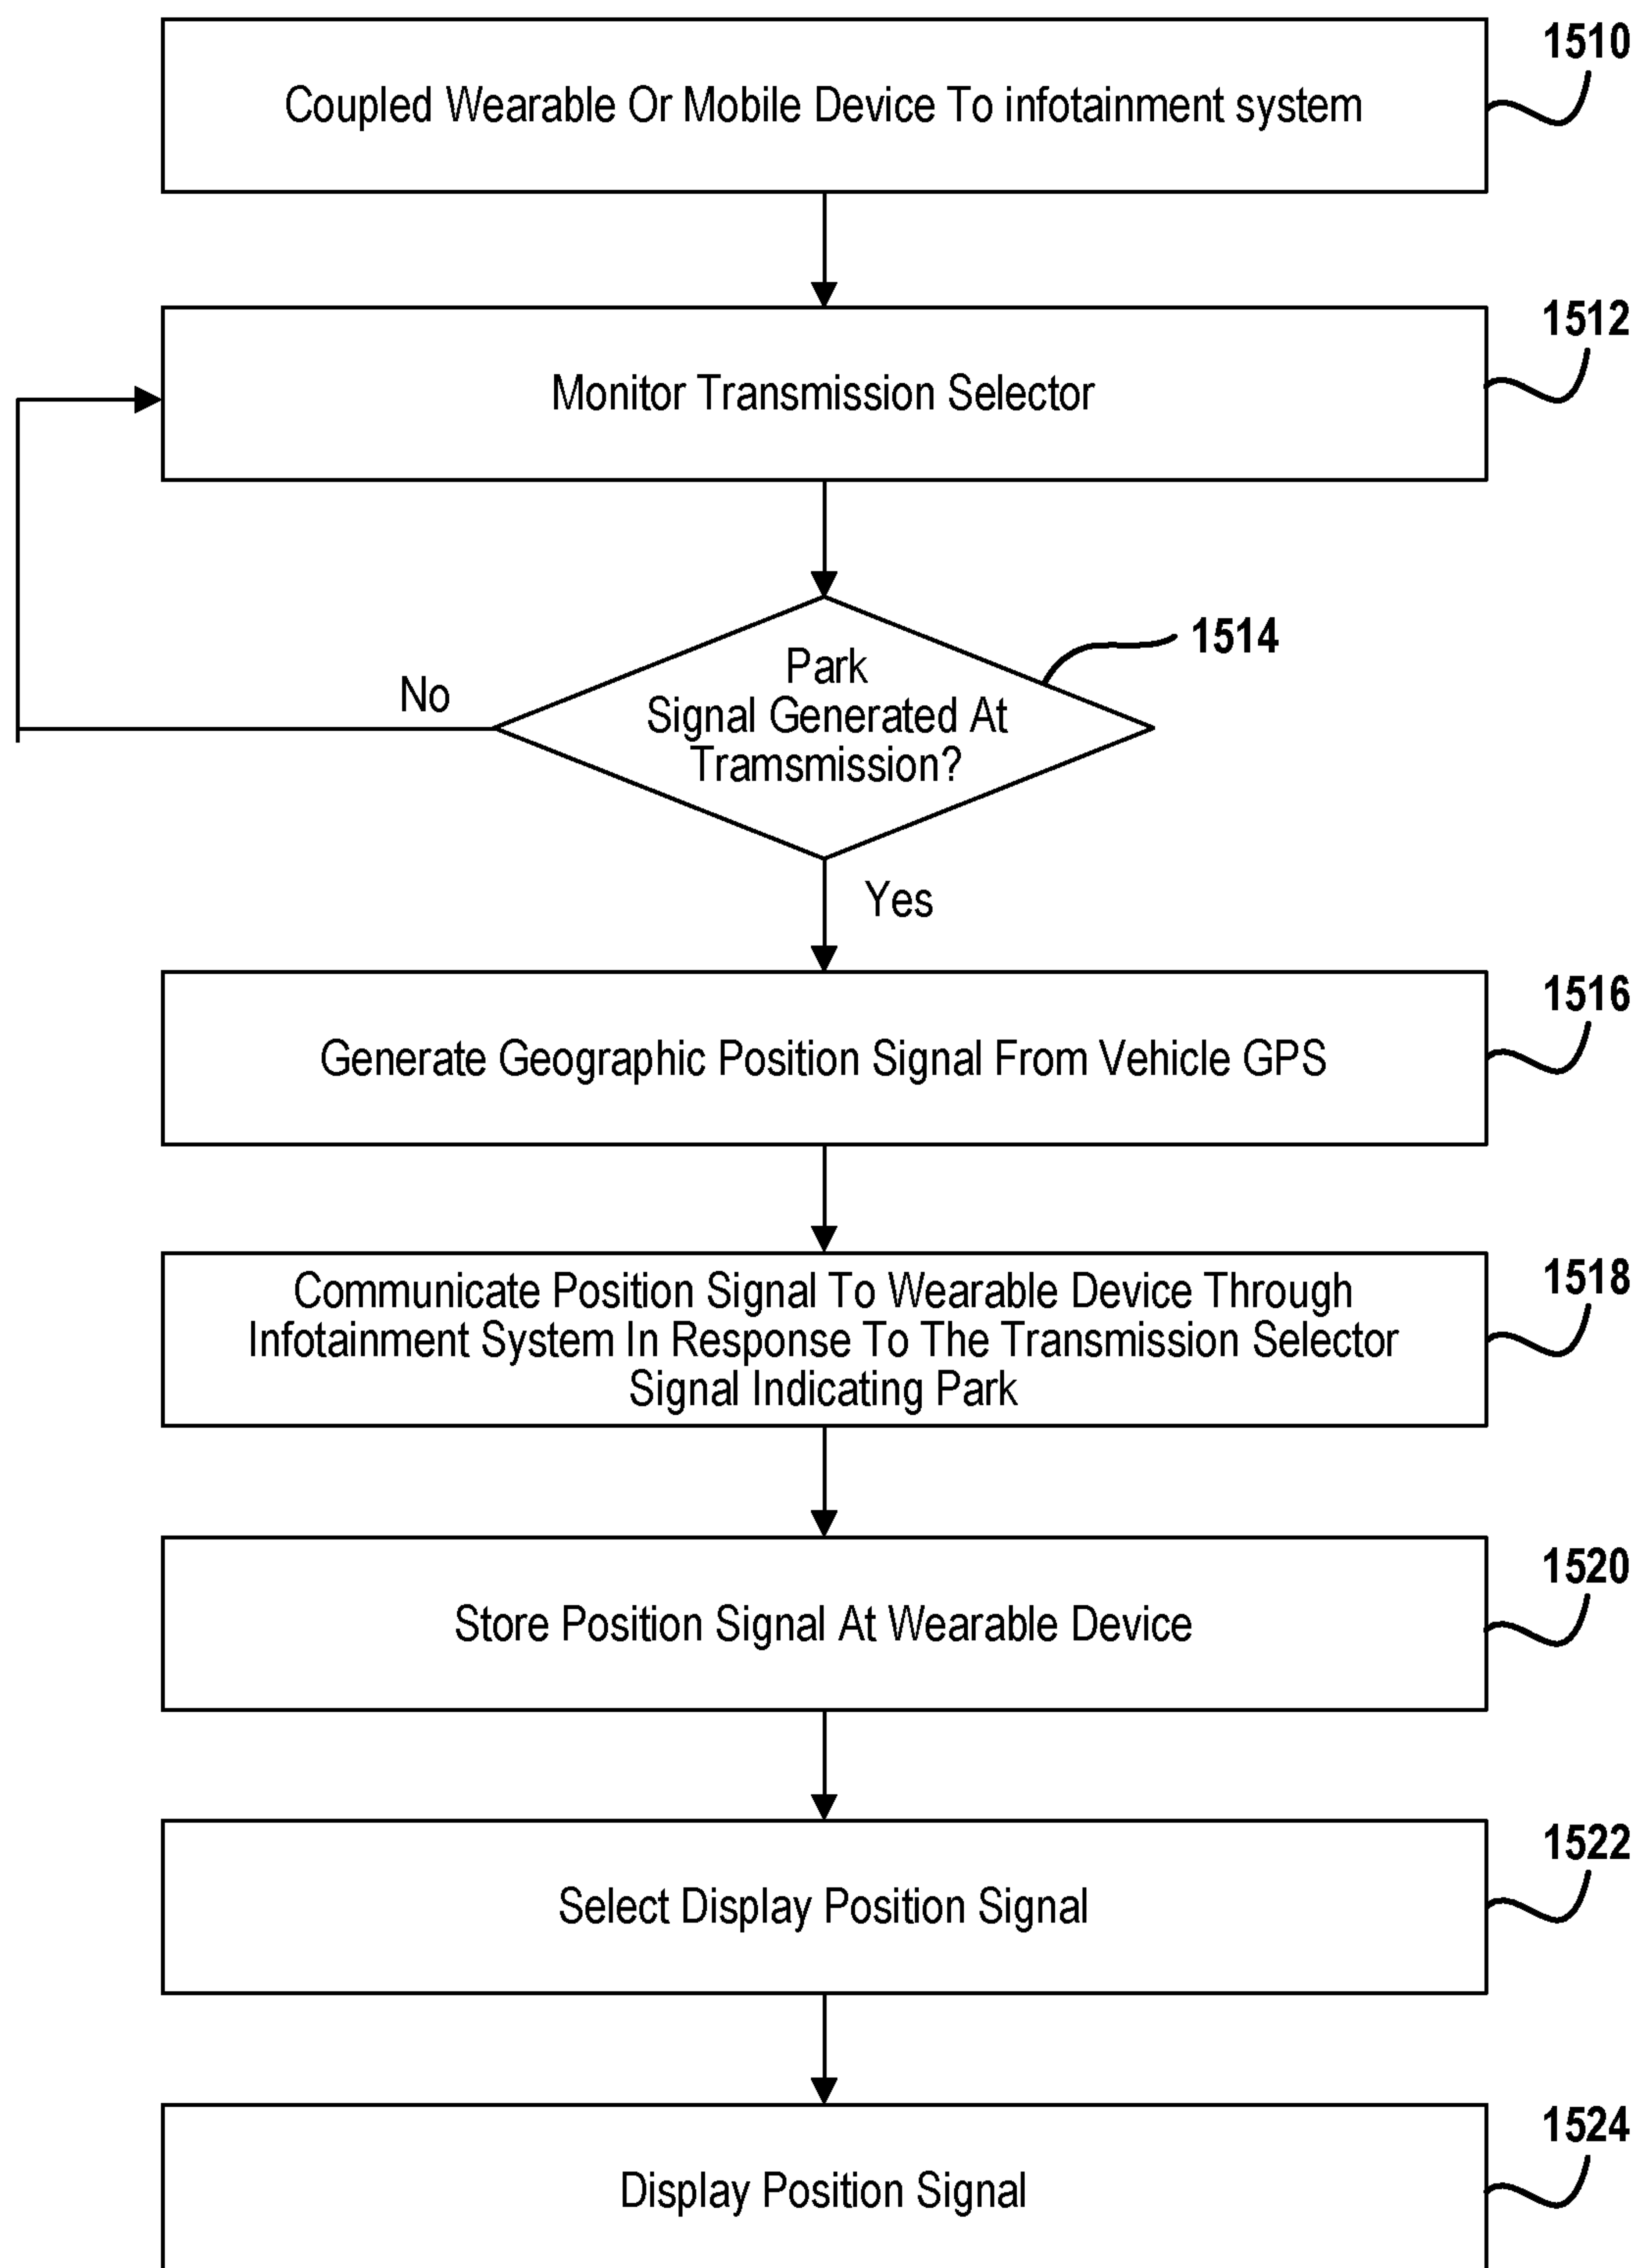 1510
Coupled Wearable Or Mobile Device To infotainment system
1512
Monitor Transmission Selector
1514
Park
Signal Generated At
Tramsmission?
No
Yes
1516
Generate Geographic Position Signal From Vehicle GPS
1518
Communicate Position Signal To Wearable Device Through
Infotainment System In Response To The Transmission Selector
Signal Indicating Park
1520
Store Position Signal At Wearable Device
1522
Select Display Position Signal
1524
Display Position Signal